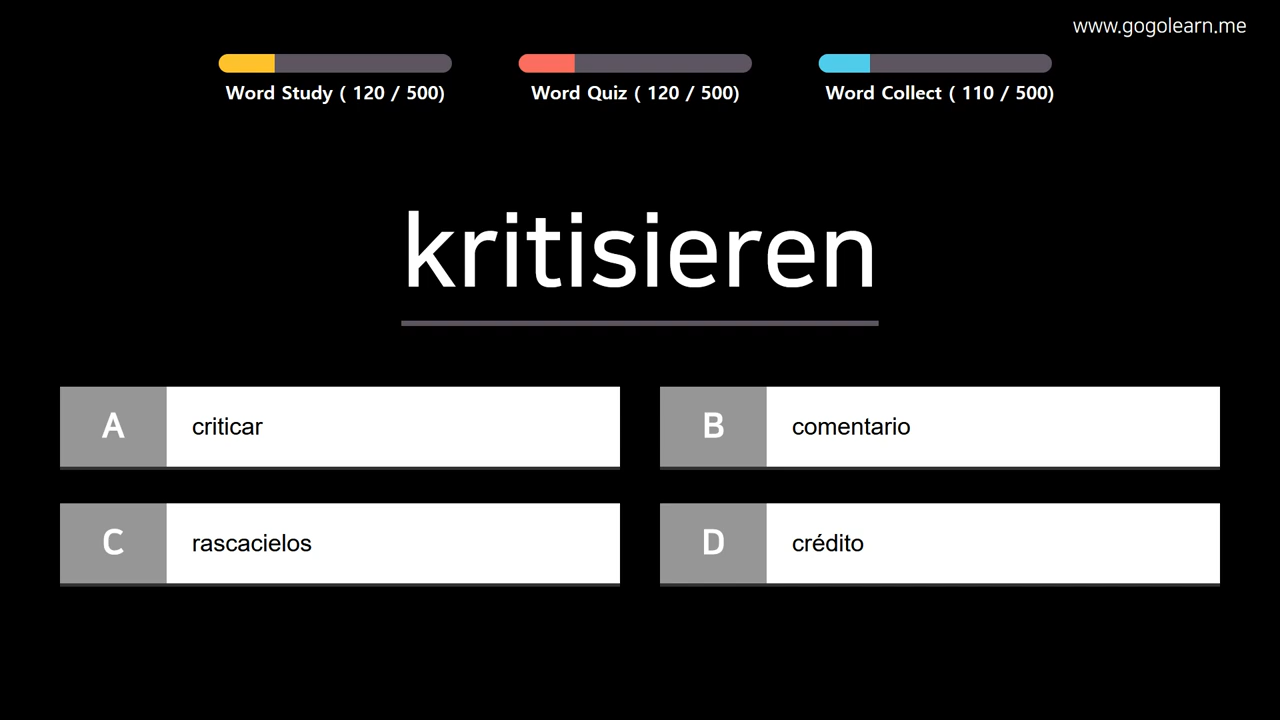 www.gogolearn.me
Word Study ( 120 / 500)
Word Quiz ( 120 / 500)
Word Collect ( 110 / 500)
kritisieren
A criticar
B comentario
C rascacielos
D crédito